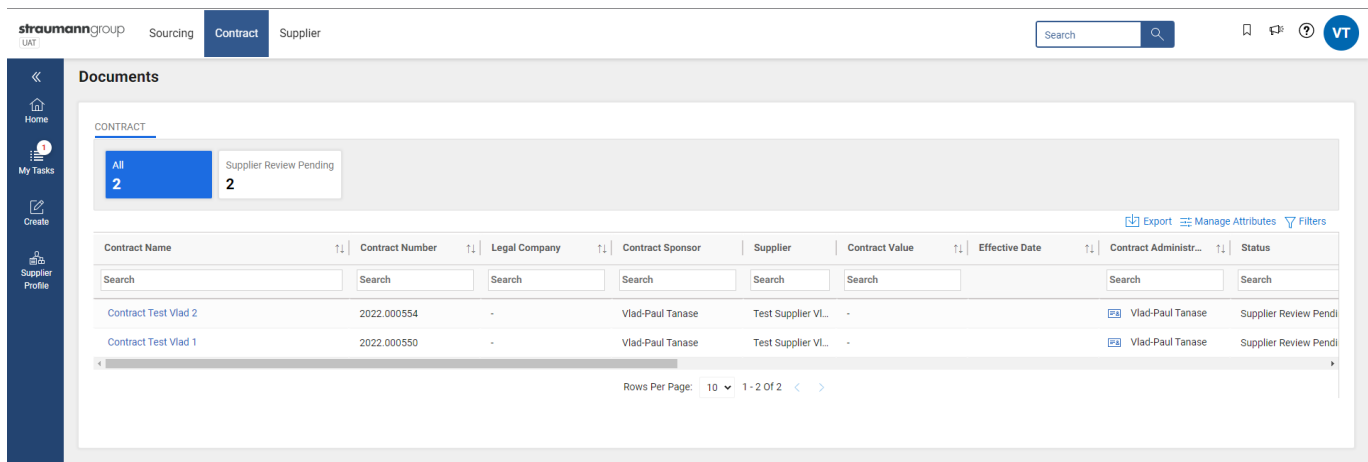 straumanngroup
UAT
Sourcing Contract Supplier
Search
VT
Documents
Home
1
My Tasks
Create
Supplier
Profile
CONTRACT
All
2
Supplier Review Pending
2
Export Manage Attributes Filters
Contract Name Contract Number Legal Company Contract Sponsor Supplier Contract Value Effective Date Contract Administr... Status
Search Search Search Search Search Search Search Search
Contract Test Vlad 2 2022.000554 - Vlad-Paul Tanase Test Supplier Vl... - Vlad-Paul Tanase Supplier Review Pendi
Contract Test Vlad 1 2022.000550 - Vlad-Paul Tanase Test Supplier Vl... - Vlad-Paul Tanase Supplier Review Pendi
Rows Per Page: 10 1 - 2 Of 2